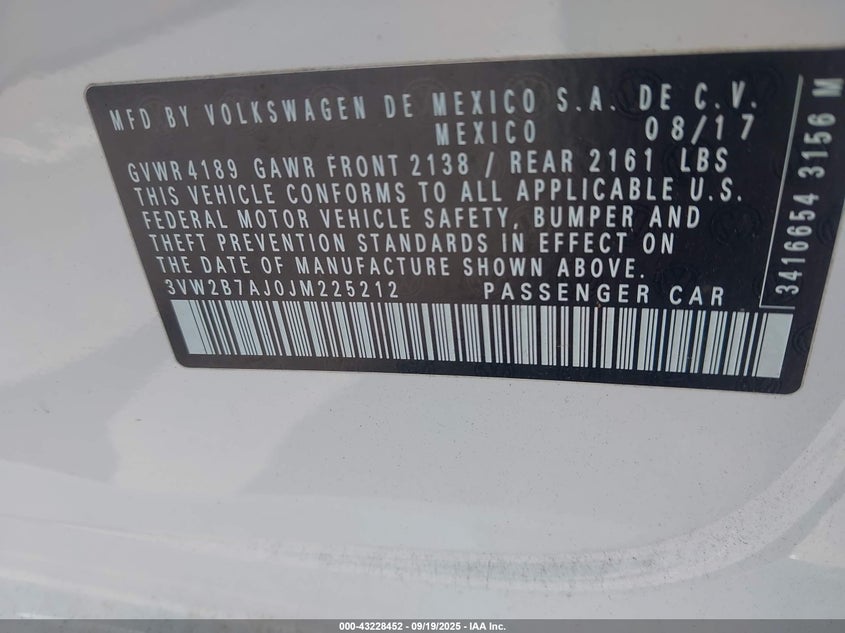 MFD BY VOLKSWAGEN DE MEXICO S.A. DE C.V.
MEXICO 08/17
GVWR 4189 GAWR FRONT 2138 / REAR 2161 LBS
THIS VEHICLE CONFORMS TO ALL APPLICABLE U.S.
FEDERAL MOTOR VEHICLE SAFETY, BUMPER AND
THEFT PREVENTION STANDARDS IN EFFECT ON
THE DATE OF MANUFACTURE SHOWN ABOVE.
3VW2B7AJ0JM225212 PASSENGER CAR
3416654 3156 M
000-43228452 - 09/19/2025 - IAA Inc.